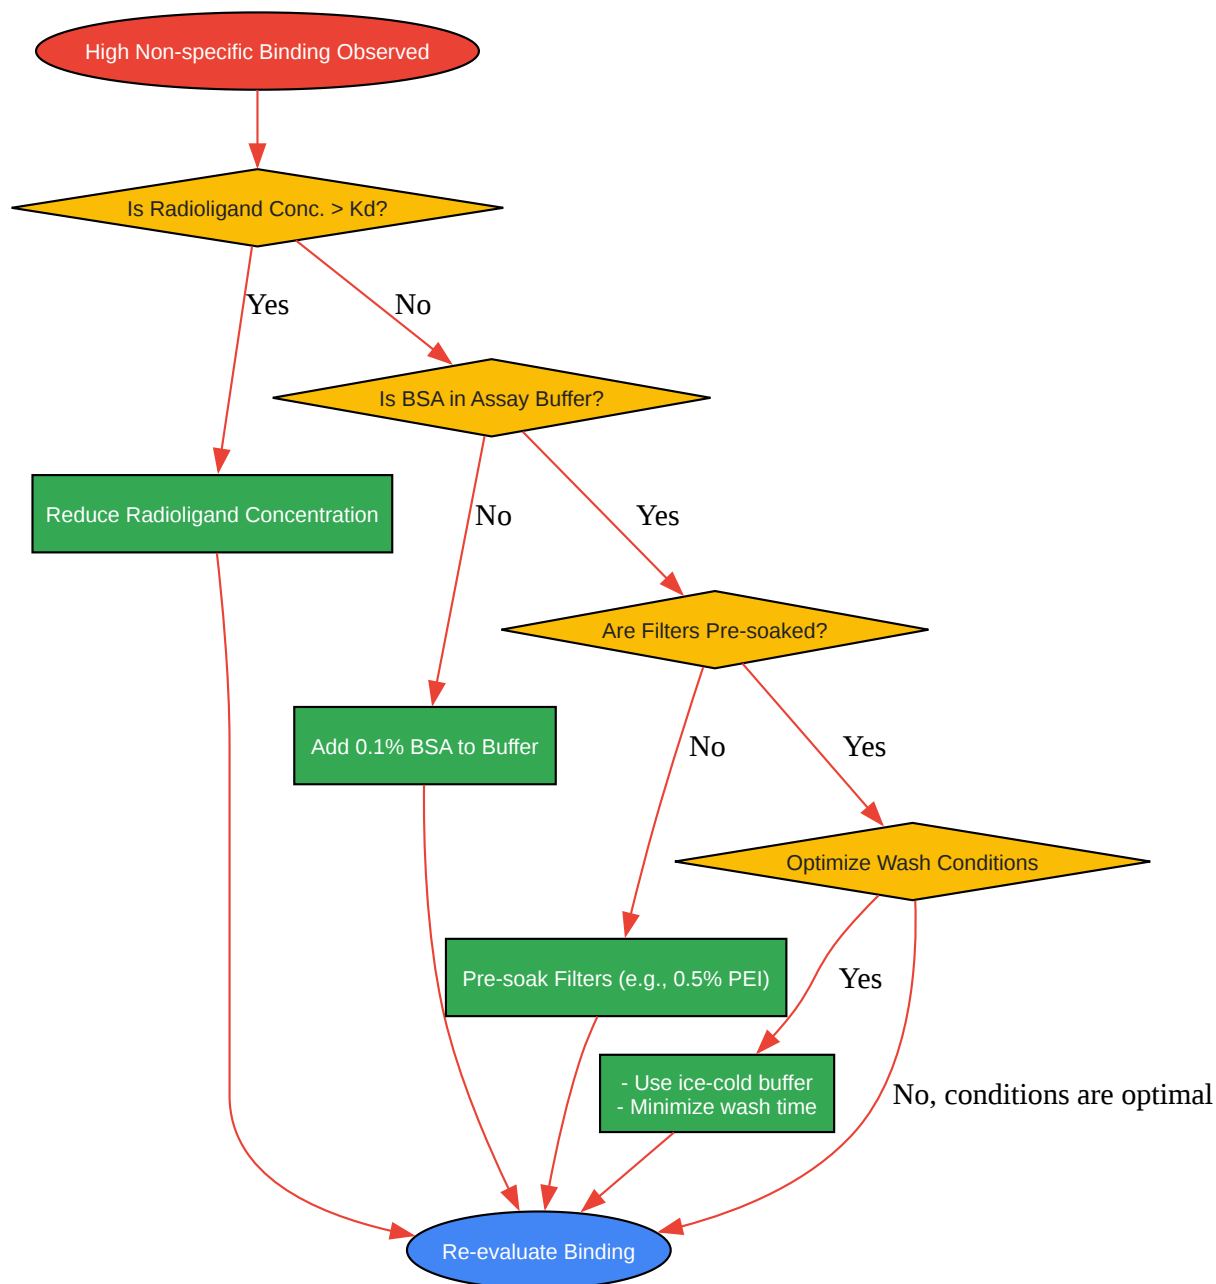 High Non-specific Binding Observed
Is Radioligand Conc. > Kd?
Yes
No
Is BSA in Assay Buffer?
Reduce Radioligand Concentration
No
Yes
Are Filters Pre-soaked?
Add 0.1% BSA to Buffer
No
Yes
Optimize Wash Conditions
Pre-soak Filters (e.g., 0.5% PEI)
Yes
- Use ice-cold buffer
- Minimize wash time
No, conditions are optimal
Re-evaluate Binding